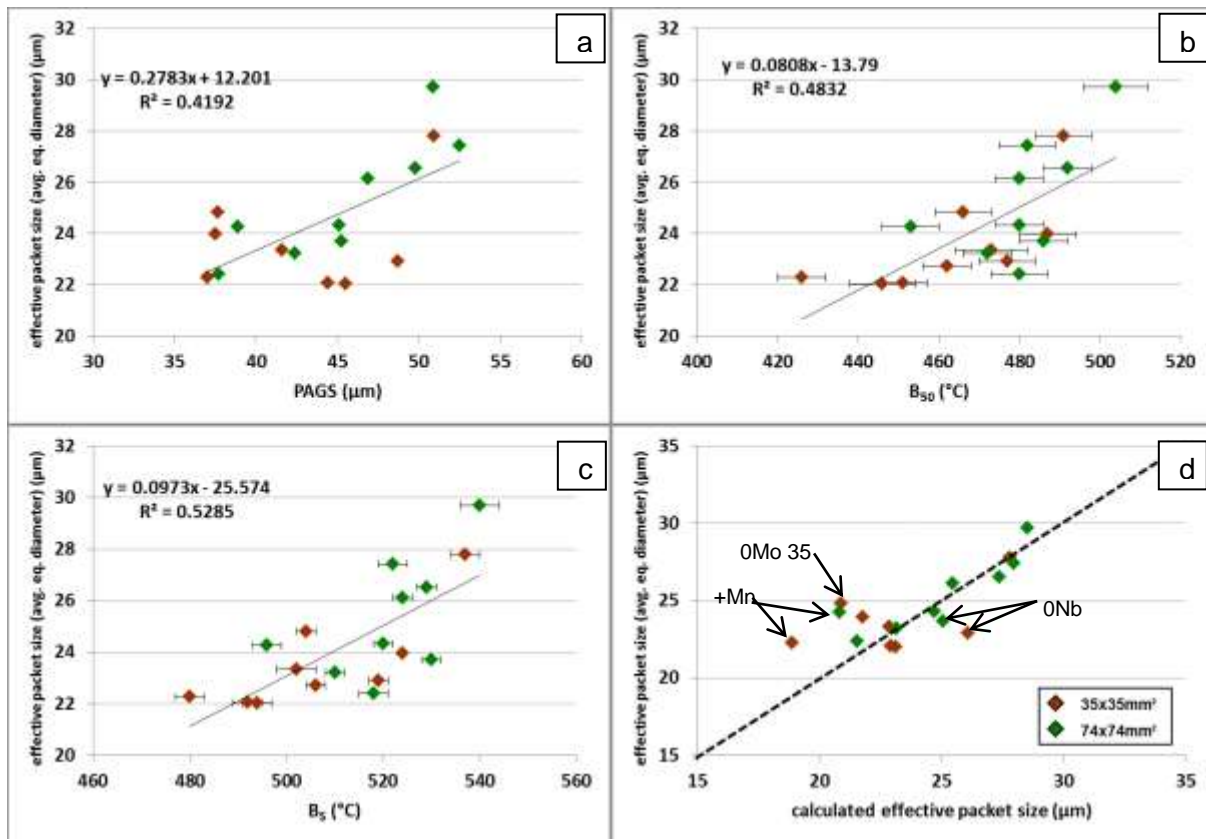 a
y = 0.2783x + 12.201
R² = 0.4192
effective packet size (avg. eq. diameter) (µm)
32
30
28
26
24
22
20
30 35 40 45 50 55 60
PAGS (µm)
b
y = 0.0808x - 13.79
R² = 0.4832
effective packet size (avg. eq. diameter) (µm)
32
30
28
26
24
22
20
400 420 440 460 480 500 520
B₅₀ (°C)
c
y = 0.0973x - 25.574
R² = 0.5285
effective packet size (avg. eq. diameter) (µm)
32
30
28
26
24
22
20
460 480 500 520 540 560
B_S (°C)
d
effective packet size (avg. eq. diameter) (µm)
35
30
25
20
15
0Mo 35
+Mn
0Nb
35x35mm²
74x74mm²
15 20 25 30 35
calculated effective packet size (µm)